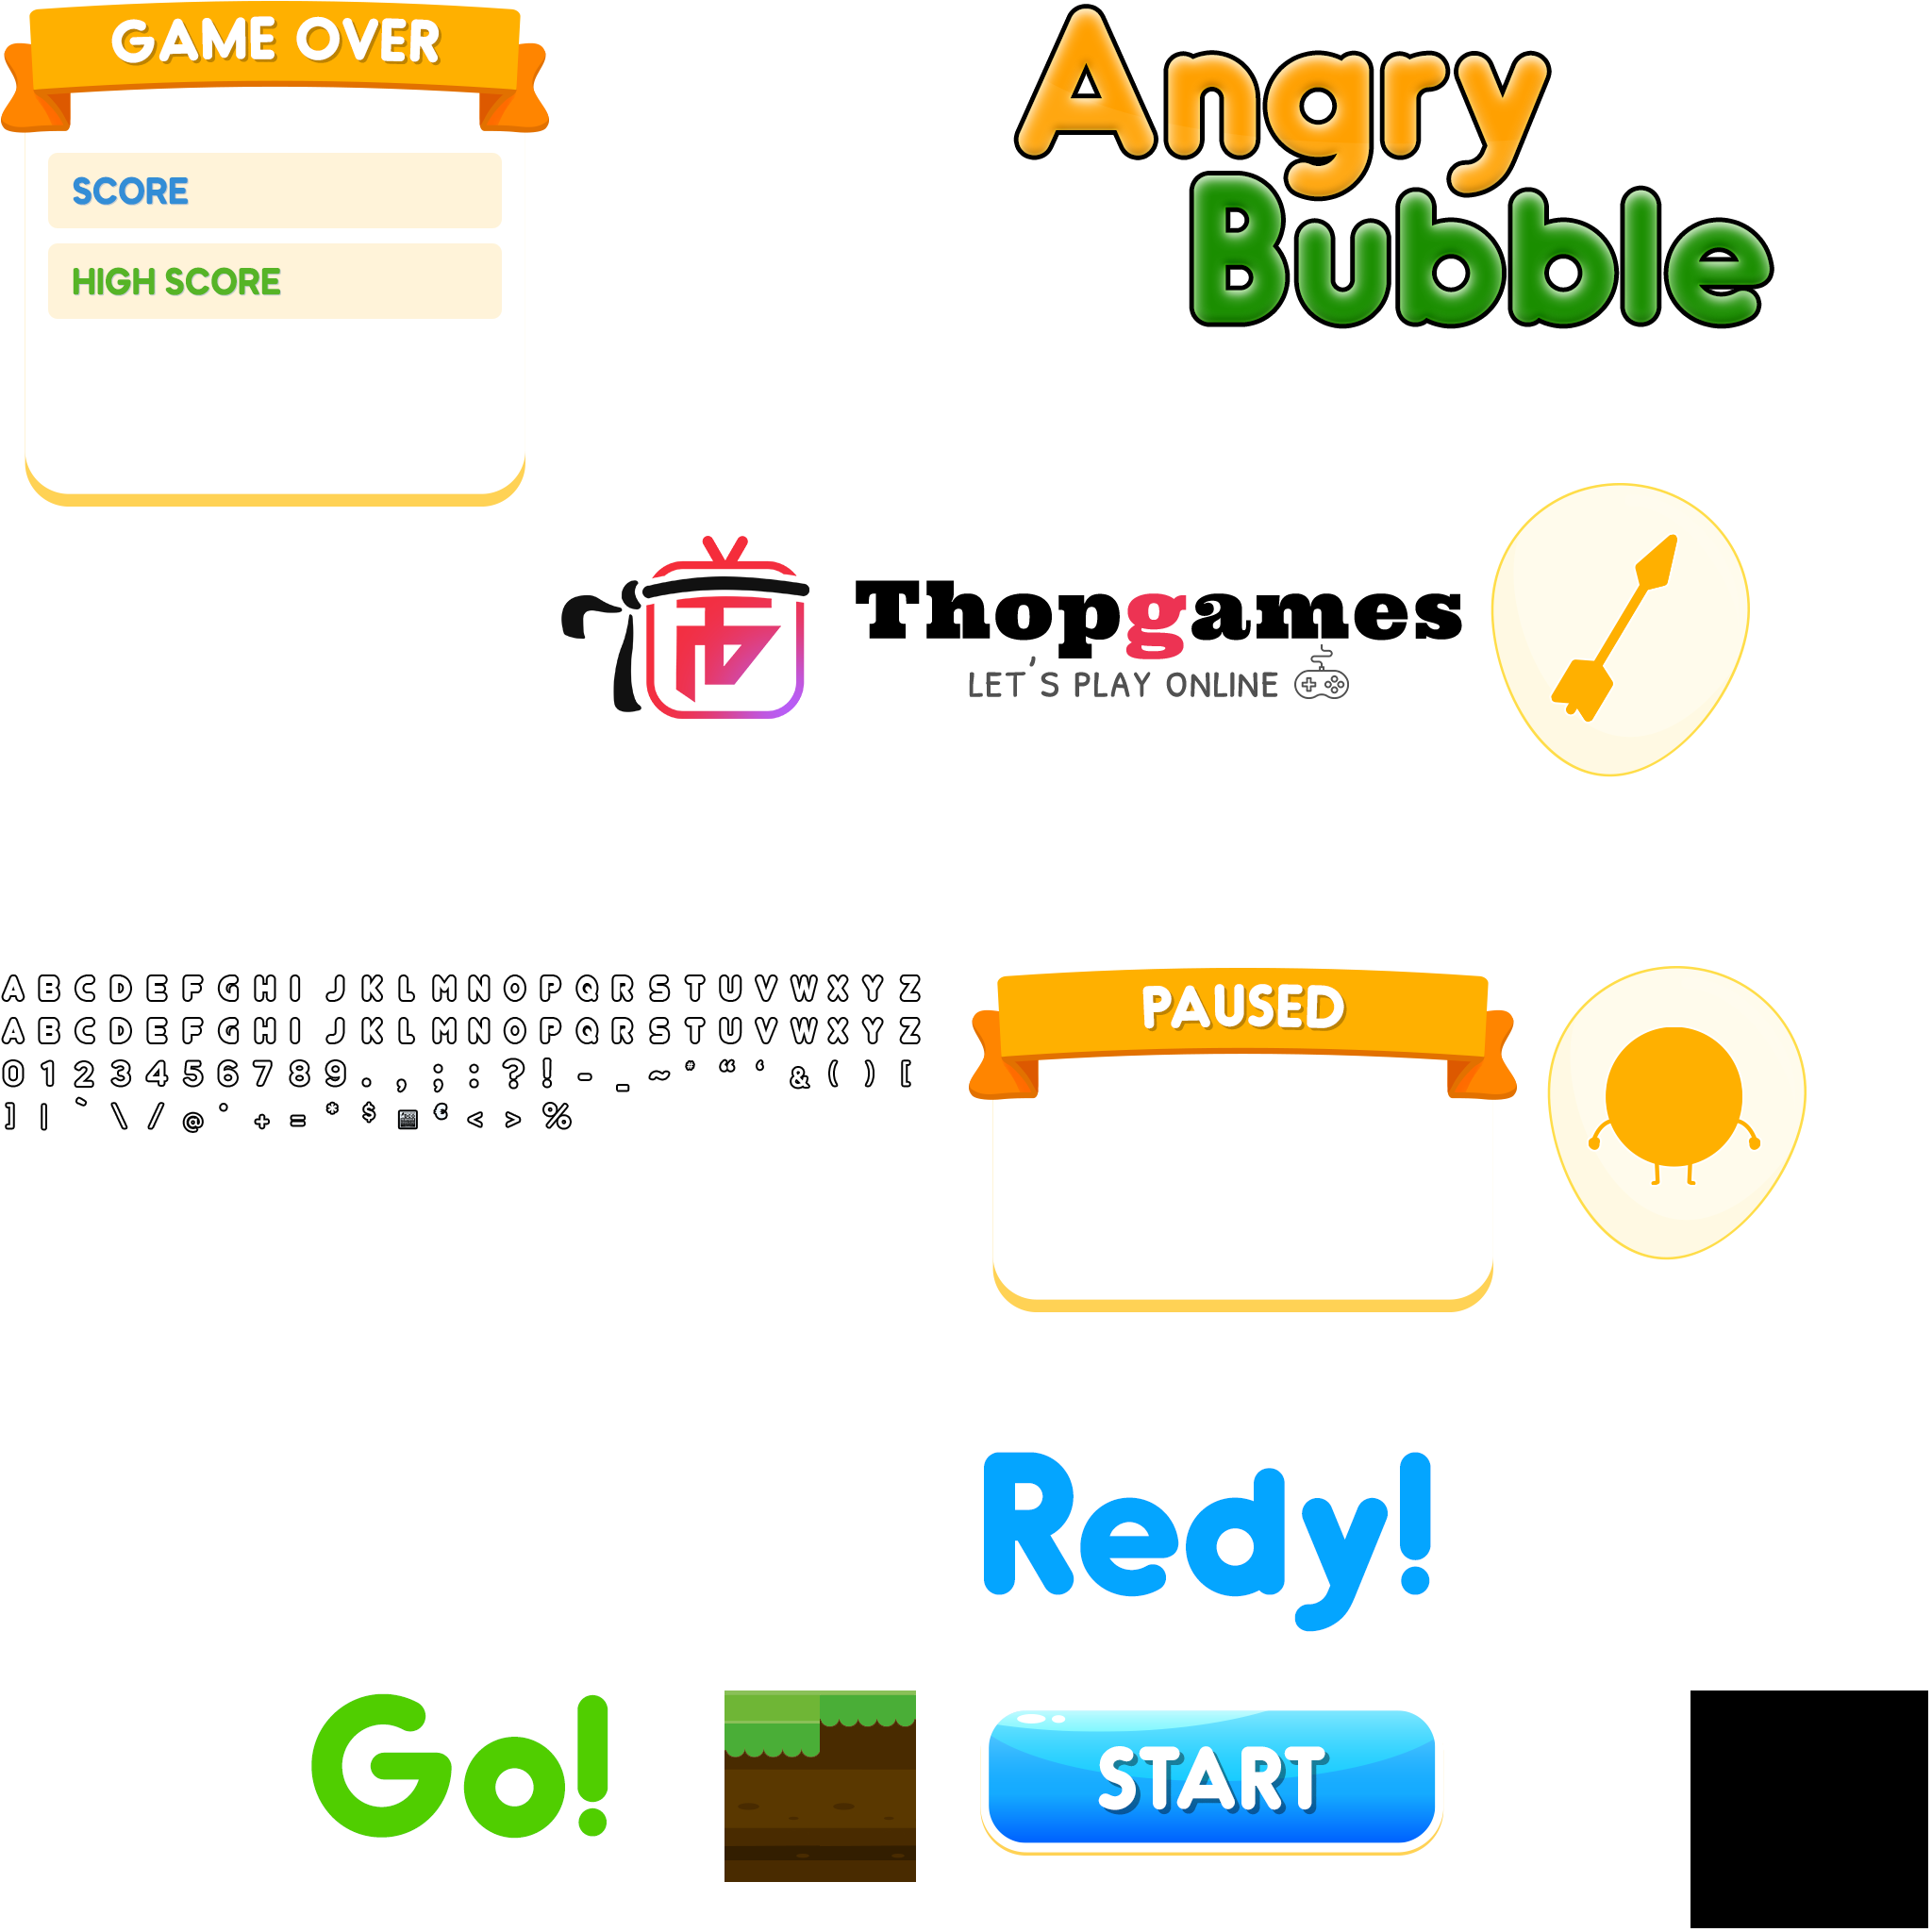 GAME OVER
SCORE
HIGH SCORE
Angry
Bubble
Thopgames
LET'S PLAY ONLINE
A B C D E F G H I J K L M N O P Q R S T U V W X Y Z
A B C D E F G H I J K L M N O P Q R S T U V W X Y Z
0 1 2 3 4 5 6 7 8 9 . , ; : ? ! - _ ~ # “ ‘ & ( ) [
] | ` \ / @ ° + = * $ € < > %
PAUSED
Redy!
Go!
START